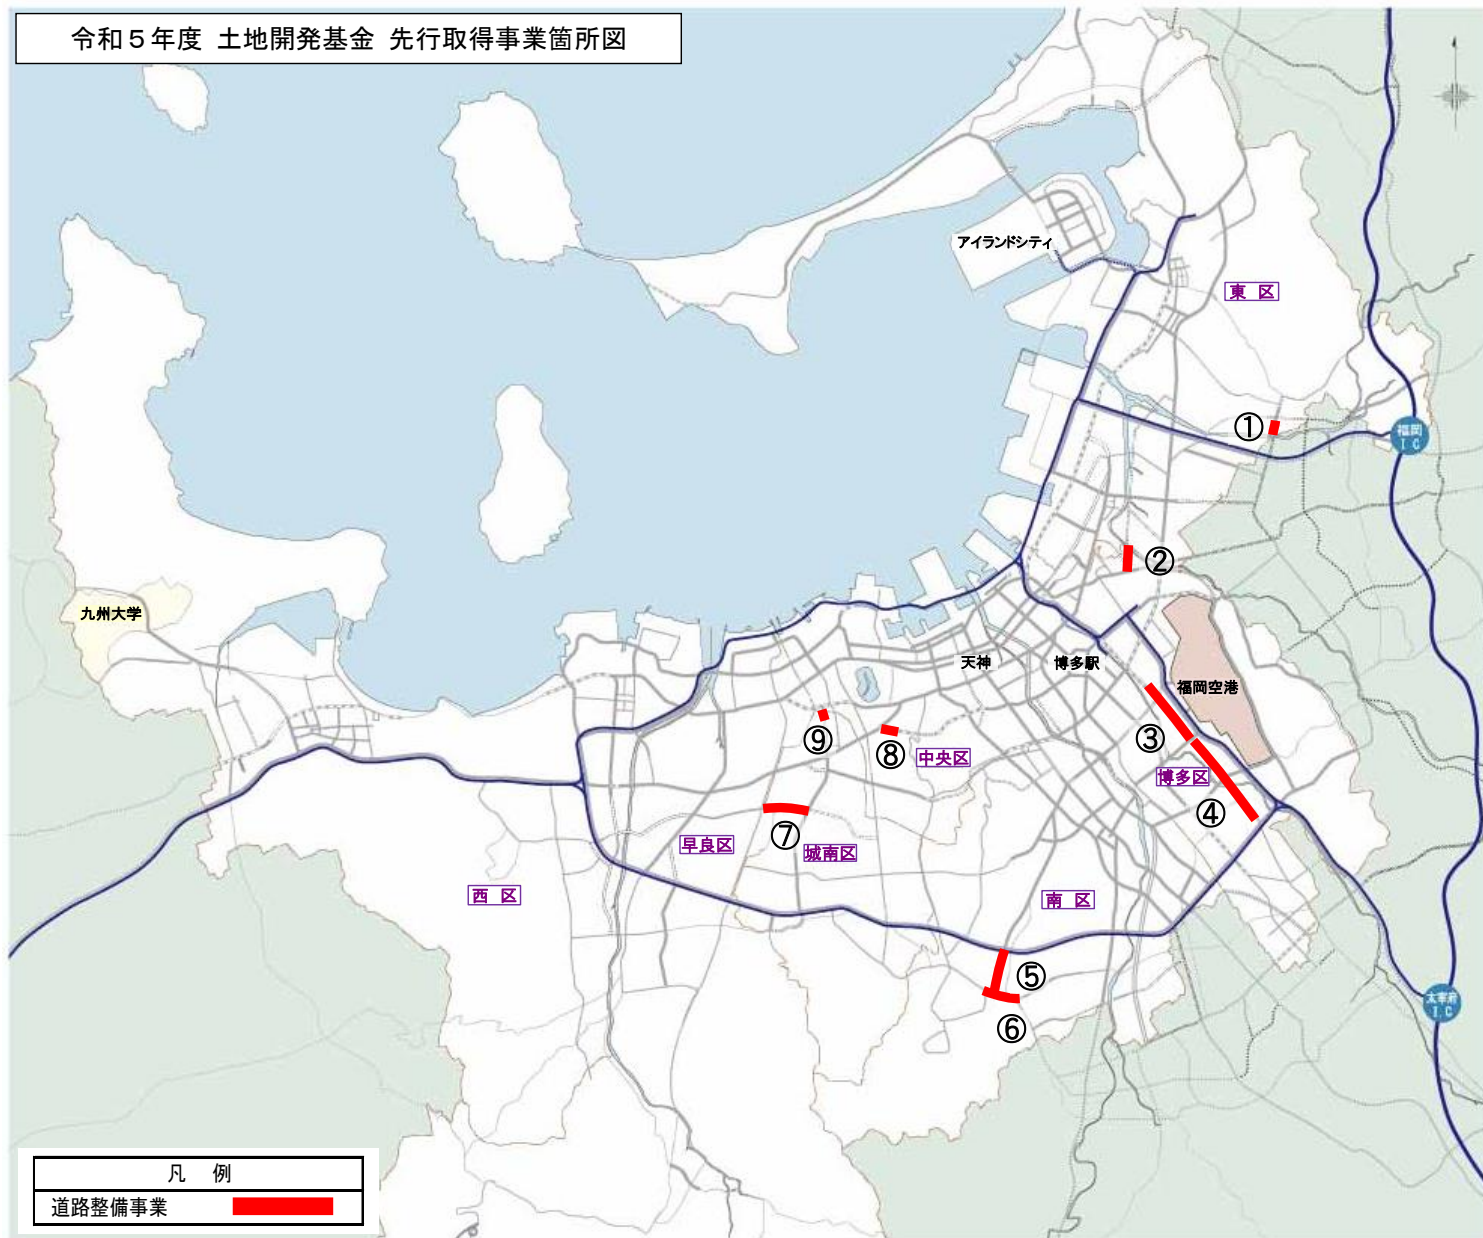 令和５年度 土地開発基金 先行取得事業箇所図
アイランドシティ
東 区
①
福岡
I C
②
九州大学
天神
博多駅
福岡空港
③
⑨
⑧
中央区
博多区
④
⑦
早良区
城南区
西 区
南 区
⑤
太宰府
I.C
⑥
凡 例
道路整備事業